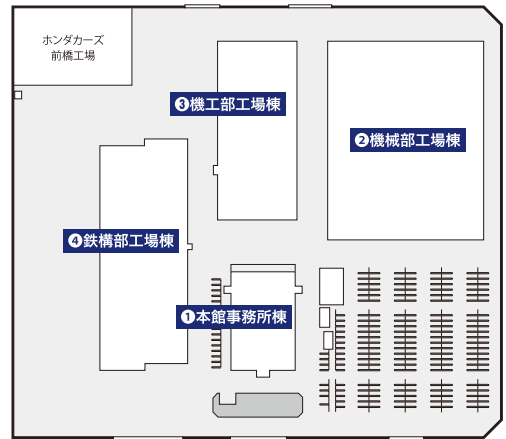 ホンダカーズ
前橋工場
❸機工部工場棟
❷機械部工場棟
❹鉄構部工場棟
❶本館事務所棟